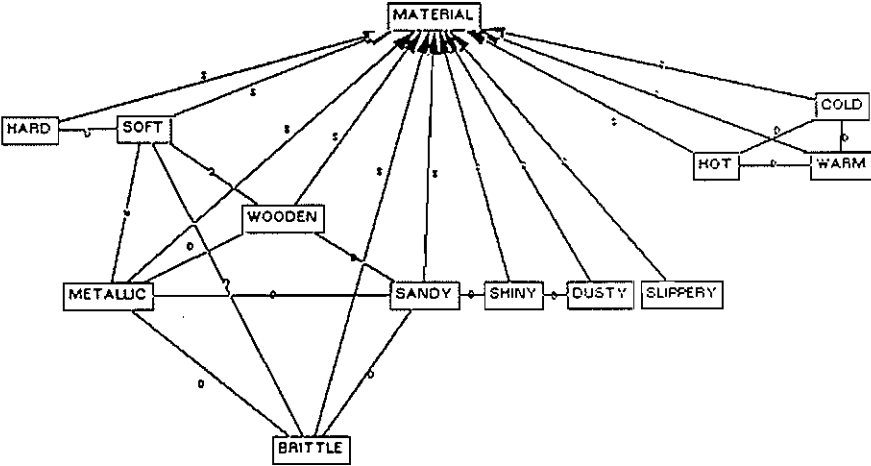 MATERIAL
COLD
HARD
SOFT
HOT
WARM
WOODEN
METALLIC
SANDY
SHINY
DUSTY
SLIPPERY
BRITTLE